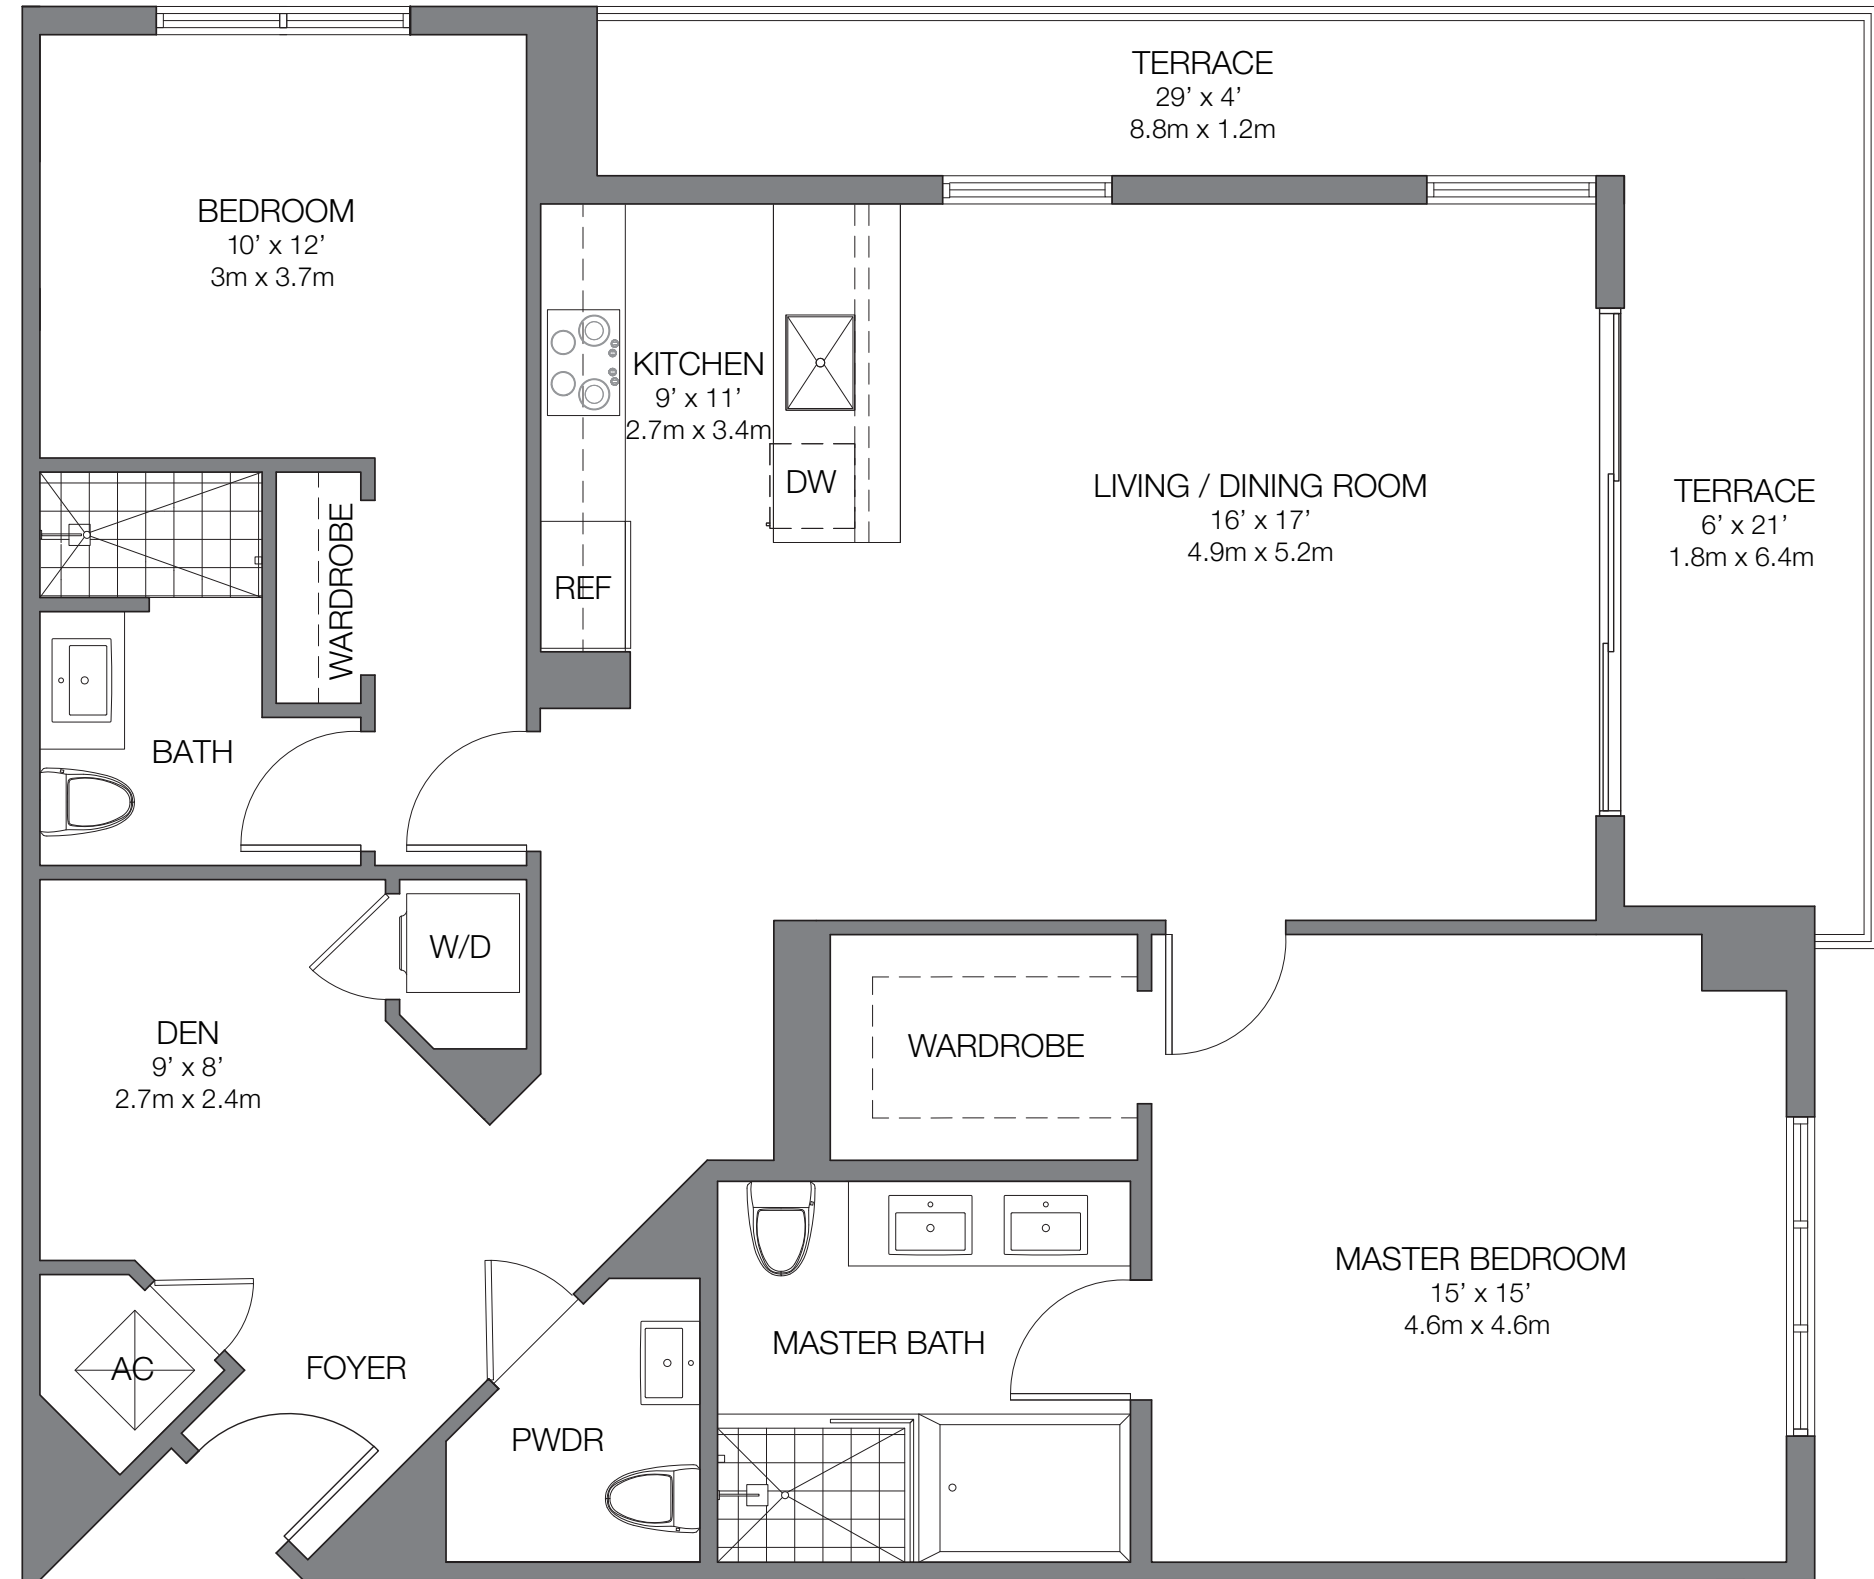 TERRACE
29’ x 4’
8.8m x 1.2m
BEDROOM
10’ x 12’
3m x 3.7m
KITCHEN
9’ x 11’
2.7m x 3.4m
DW
LIVING / DINING ROOM
16’ x 17’
4.9m x 5.2m
TERRACE
6’ x 21’
1.8m x 6.4m
WARDROBE
REF
BATH
W/D
DEN
9’ x 8’
2.7m x 2.4m
WARDROBE
MASTER BEDROOM
15’ x 15’
4.6m x 4.6m
MASTER BATH
AC
FOYER
PWDR